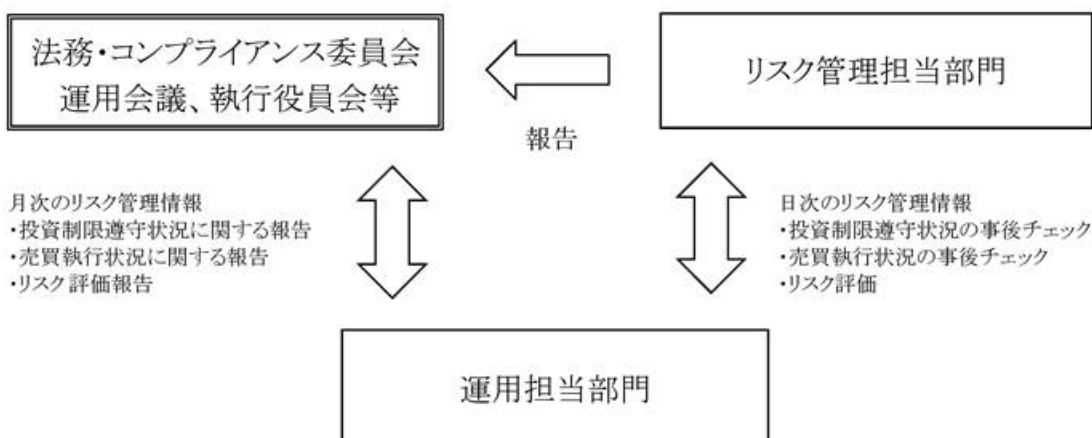 法務・コンプライアンス委員会
運用会議、執行役員会等
リスク管理担当部門
報告
月次のリスク管理情報
・投資制限遵守状況に関する報告
・売買執行状況に関する報告
・リスク評価報告
日次のリスク管理情報
・投資制限遵守状況の事後チェック
・売買執行状況の事後チェック
・リスク評価
運用担当部門